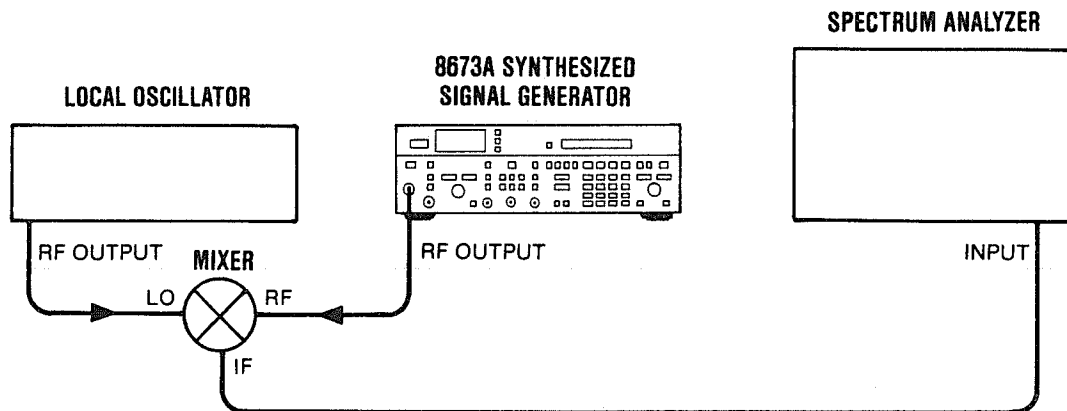 SPECTRUM ANALYZER
8673A SYNTHESIZED
SIGNAL GENERATOR
LOCAL OSCILLATOR
RF OUTPUT
MIXER
RF OUTPUT
INPUT
LO
RF
IF